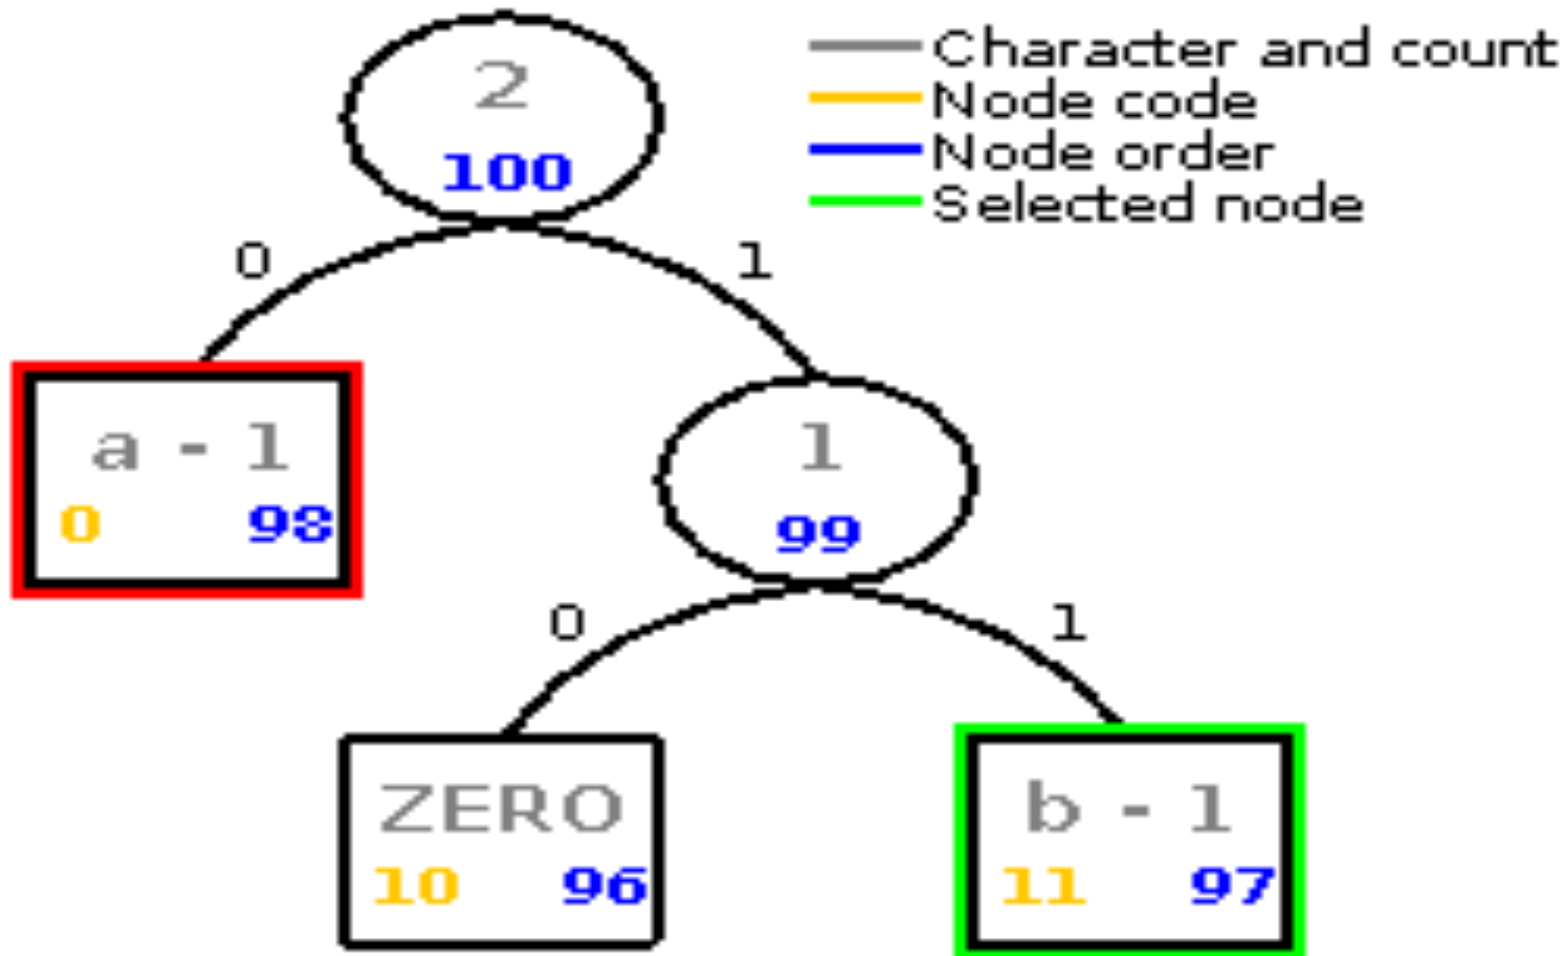 2
100
Character and count
Node code
Node order
Selected node
0
1
a - 1
0 98
1
99
0
1
ZERO
10 96
b - 1
11 97